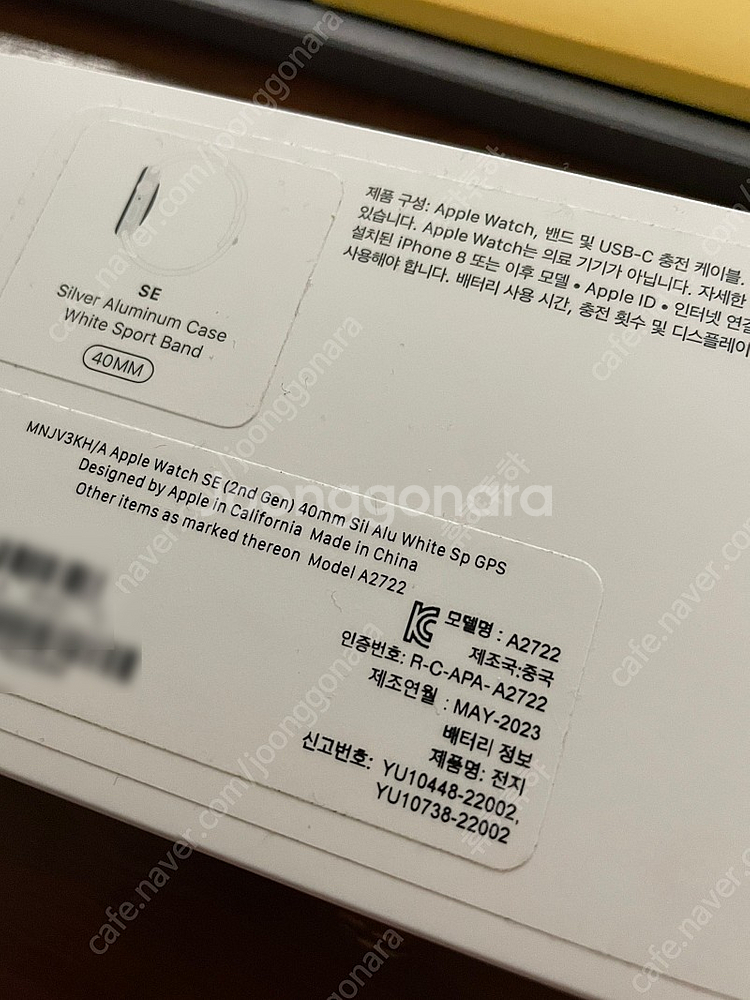 SE
Silver Aluminum Case
White Sport Band
40MM
제품 구성: Apple Watch, 밴드 및 USB-C 충전 케이블.
있습니다. Apple Watch는 의료 기기가 아닙니다. 자세한
설치된 iPhone 8 또는 이후 모델 • Apple ID • 인터넷 연결
사용해야 합니다. 배터리 사용 시간, 충전 횟수 및 디스플레이
MNJV3KH/A Apple Watch SE (2nd Gen) 40mm Sil Alu White Sp GPS
Designed by Apple in California Made in China
Other items as marked thereon Model A2722
모델명 : A2722
제조국:중국
인증번호: R-C-APA- A2722
제조연월 : MAY-2023
배터리 정보
제품명: 전지
신고번호: YU10448-22002,
YU10738-22002
joonggonara
cafe.naver.com/joonggonara